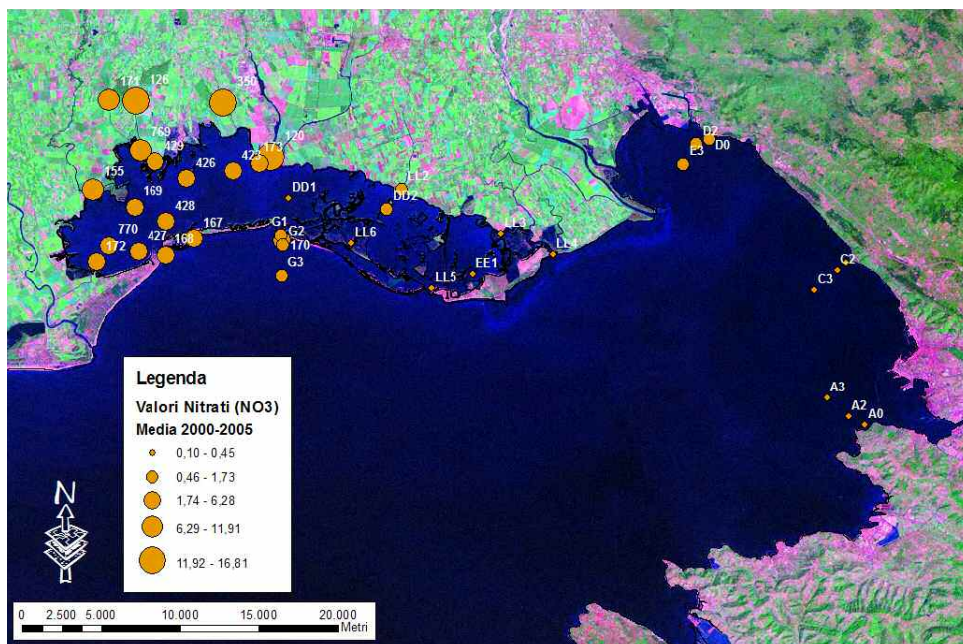 171
126
350
769
429
120
173
423
426
155
169
LL2
DD1
DD2
428
770
167
G1
G2
172
427
168
170
G3
LL6
LL3
LL4
EE1
LL5
D2
D0
E3
C2
C3
A3
A2
A0
Legenda
Valori Nitrati (NO3)
Media 2000-2005
0,10 - 0,45
0,46 - 1,73
1,74 - 6,28
6,29 - 11,91
11,92 - 16,81
N
0 2.500 5.000 10.000 15.000 20.000
Metri